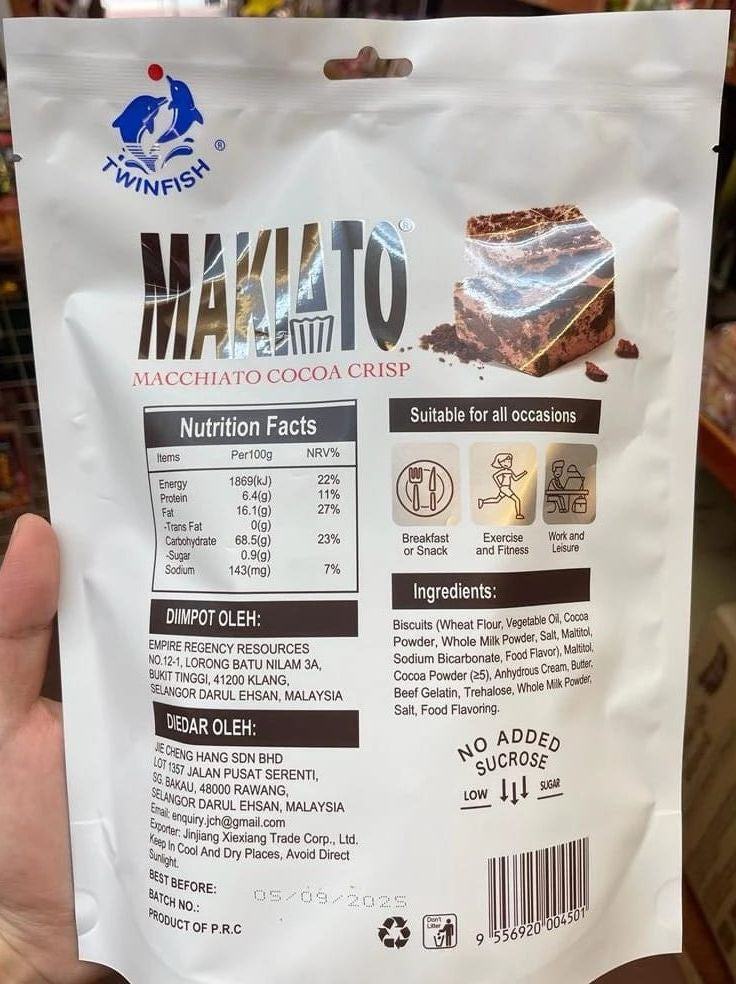 TWINFISH®
MAKIATO®
MACCHIATO COCOA CRISP
Nutrition Facts
Items Per100g NRV%
Energy 1869(kJ) 22%
Protein 6.4(g) 11%
Fat 16.1(g) 27%
-Trans Fat 0(g)
Carbohydrate 68.5(g) 23%
-Sugar 0.9(g)
Sodium 143(mg) 7%
DIIMPOT OLEH:
EMPIRE REGENCY RESOURCES
NO.12-1, LORONG BATU NILAM 3A,
BUKIT TINGGI, 41200 KLANG,
SELANGOR DARUL EHSAN, MALAYSIA
DIEDAR OLEH:
JIE CHENG HANG SDN BHD
LOT 1357 JALAN PUSAT SERENTI,
SG. BAKAU, 48000 RAWANG,
SELANGOR DARUL EHSAN, MALAYSIA
Email: enquiry.jch@gmail.com
Exporter: Jinjiang Xiexiang Trade Corp., Ltd.
Keep In Cool And Dry Places, Avoid Direct
Sunlight.
BEST BEFORE:
05/09/2025
BATCH NO.:
PRODUCT OF P.R.C
Suitable for all occasions
Breakfast
or Snack
Exercise
and Fitness
Work and
Leisure
Ingredients:
Biscuits (Wheat Flour, Vegetable Oil, Cocoa
Powder, Whole Milk Powder, Salt, Maltitol,
Sodium Bicarbonate, Food Flavor), Maltitol,
Cocoa Powder (≥5), Anhydrous Cream, Butter,
Beef Gelatin, Trehalose, Whole Milk Powder,
Salt, Food Flavoring.
NO ADDED
SUCROSE
LOW SUGAR
Don't
Litter
9 556920 004501